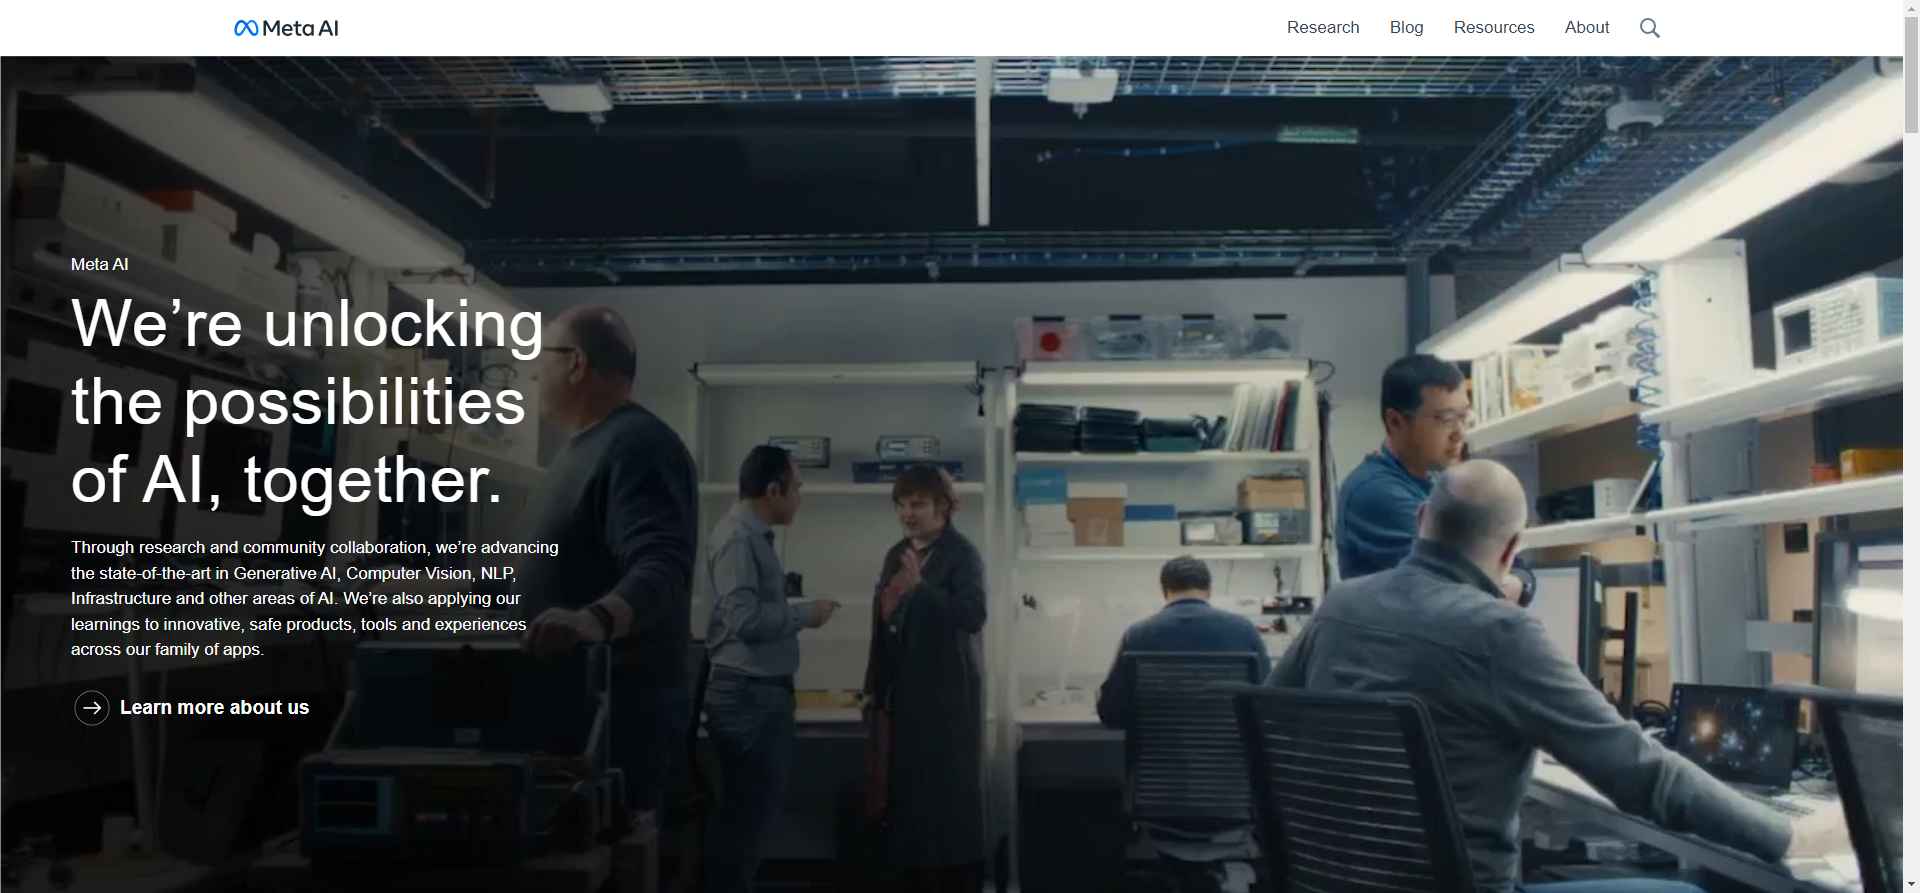 Meta AI
Research Blog Resources About
Meta AI
We’re unlocking
the possibilities
of AI, together.
Through research and community collaboration, we’re advancing
the state-of-the-art in Generative AI, Computer Vision, NLP,
Infrastructure and other areas of AI. We’re also applying our
learnings to innovative, safe products, tools and experiences
across our family of apps.
Learn more about us